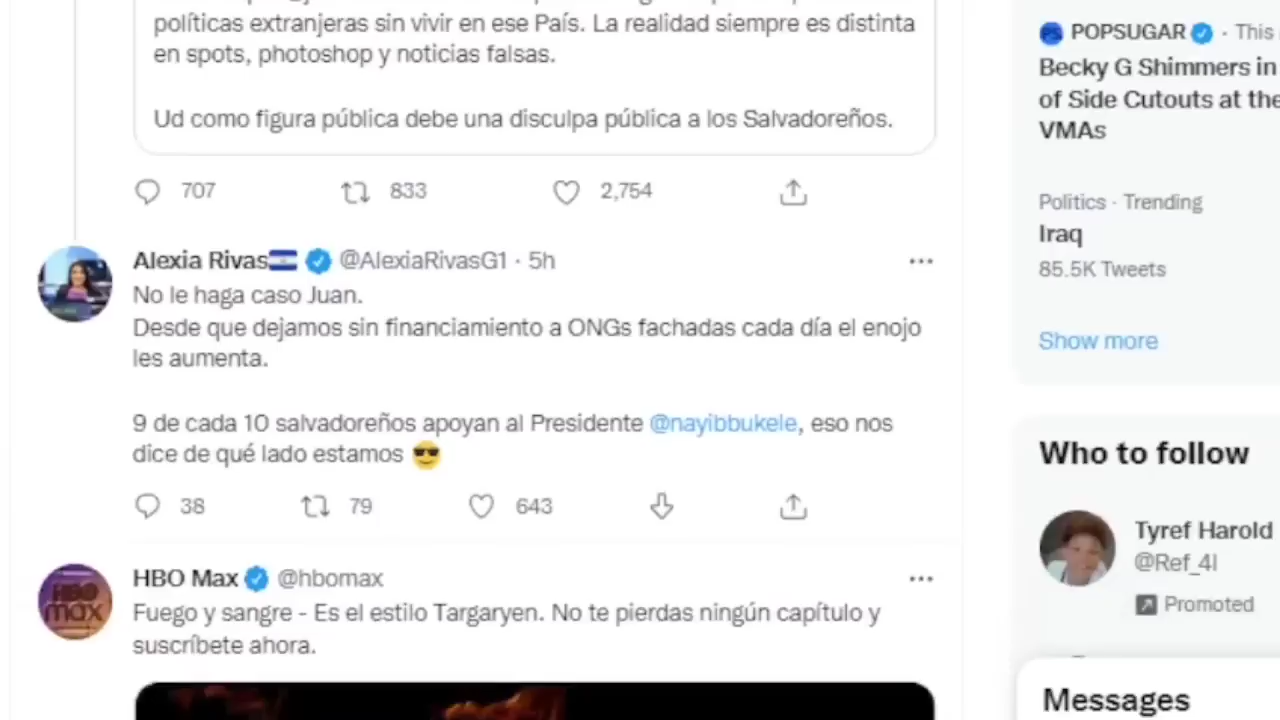 políticas extranjeras sin vivir en ese País. La realidad siempre es distinta
en spots, photoshop y noticias falsas.
Ud como figura pública debe una disculpa pública a los Salvadoreños.
707 833 2,754
Alexia Rivas @AlexiaRivasG1 · 5h
No le haga caso Juan.
Desde que dejamos sin financiamiento a ONGs fachadas cada día el enojo
les aumenta.
9 de cada 10 salvadoreños apoyan al Presidente @nayibbukele, eso nos
dice de qué lado estamos 😎
38 79 643
HBO Max @hbomax
HBO
max
Fuego y sangre - Es el estilo Targaryen. No te pierdas ningún capítulo y
suscríbete ahora.
POPSUGAR · This
Becky G Shimmers in
of Side Cutouts at the
VMAs
Politics · Trending
Iraq
85.5K Tweets
Show more
Who to follow
Tyref Harold
@Ref_4l
Promoted
Messages